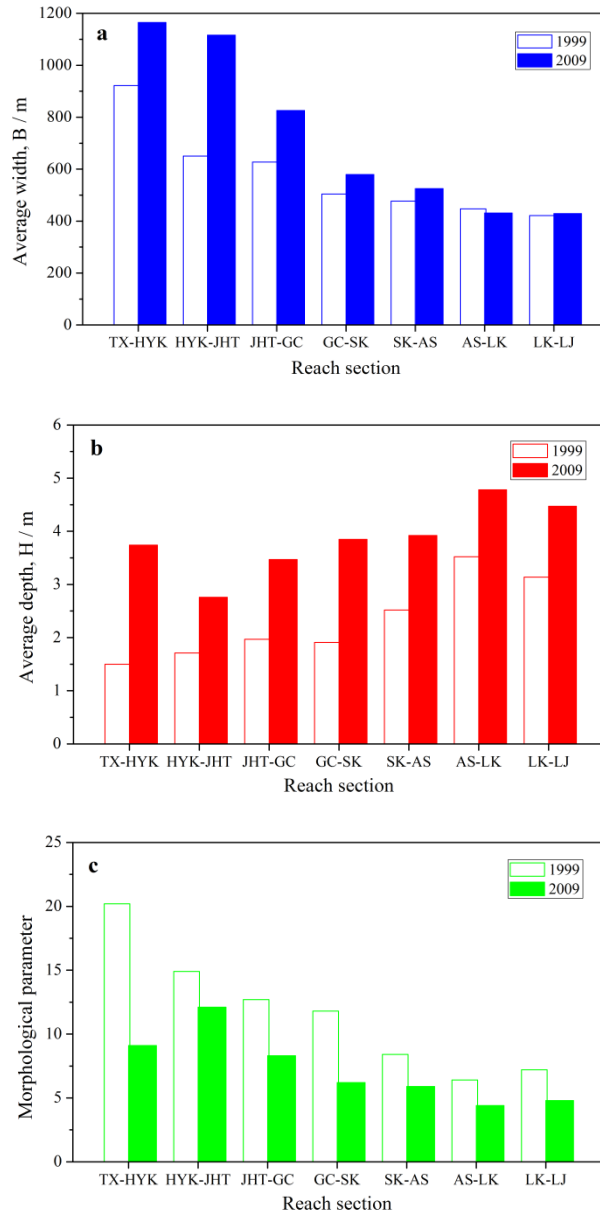 a
1999
2009
1200
1000
800
600
400
200
0
Average width, B / m
TX-HYK HYK-JHT JHT-GC GC-SK SK-AS AS-LK LK-LJ
Reach section
b
1999
2009
6
5
4
3
2
1
0
Average depth, H / m
TX-HYK HYK-JHT JHT-GC GC-SK SK-AS AS-LK LK-LJ
Reach section
c
1999
2009
25
20
15
10
5
0
Morphological parameter
TX-HYK HYK-JHT JHT-GC GC-SK SK-AS AS-LK LK-LJ
Reach section